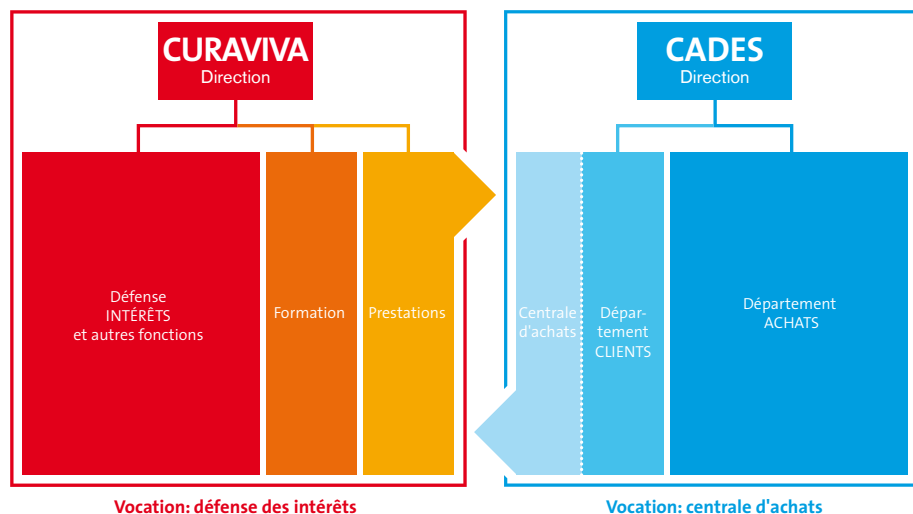 CURAVIVA
Direction
CADES
Direction
Défense
INTÉRÊTS
et autres fonctions
Formation
Prestations
Centrale
d'achats
Dépar-
tement
CLIENTS
Département
ACHATS
Vocation: défense des intérêts
Vocation: centrale d'achats